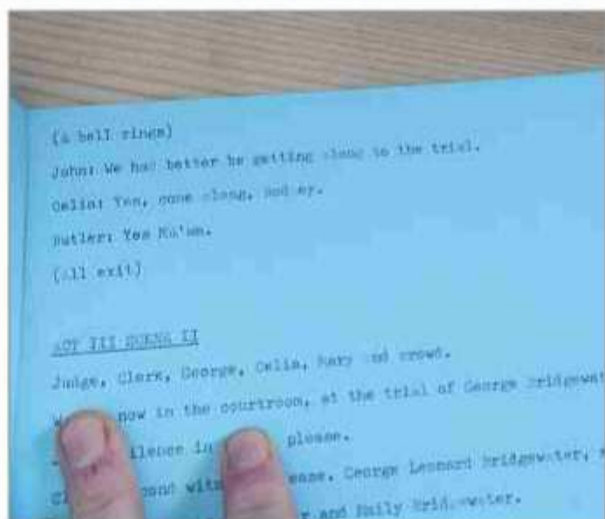 (a bell rings)
John: We had better be getting along to the trial.
Celia: Yes, come along,
Butler: Yes Ma'am.
(All exit)
ACT III SCENE II
Judge, Clerk, George, Celia, Mary and crowd.
now in the courtroom, at the trial of George
please.
George Leonard Bridgewater,
and Emily Bridgewater.